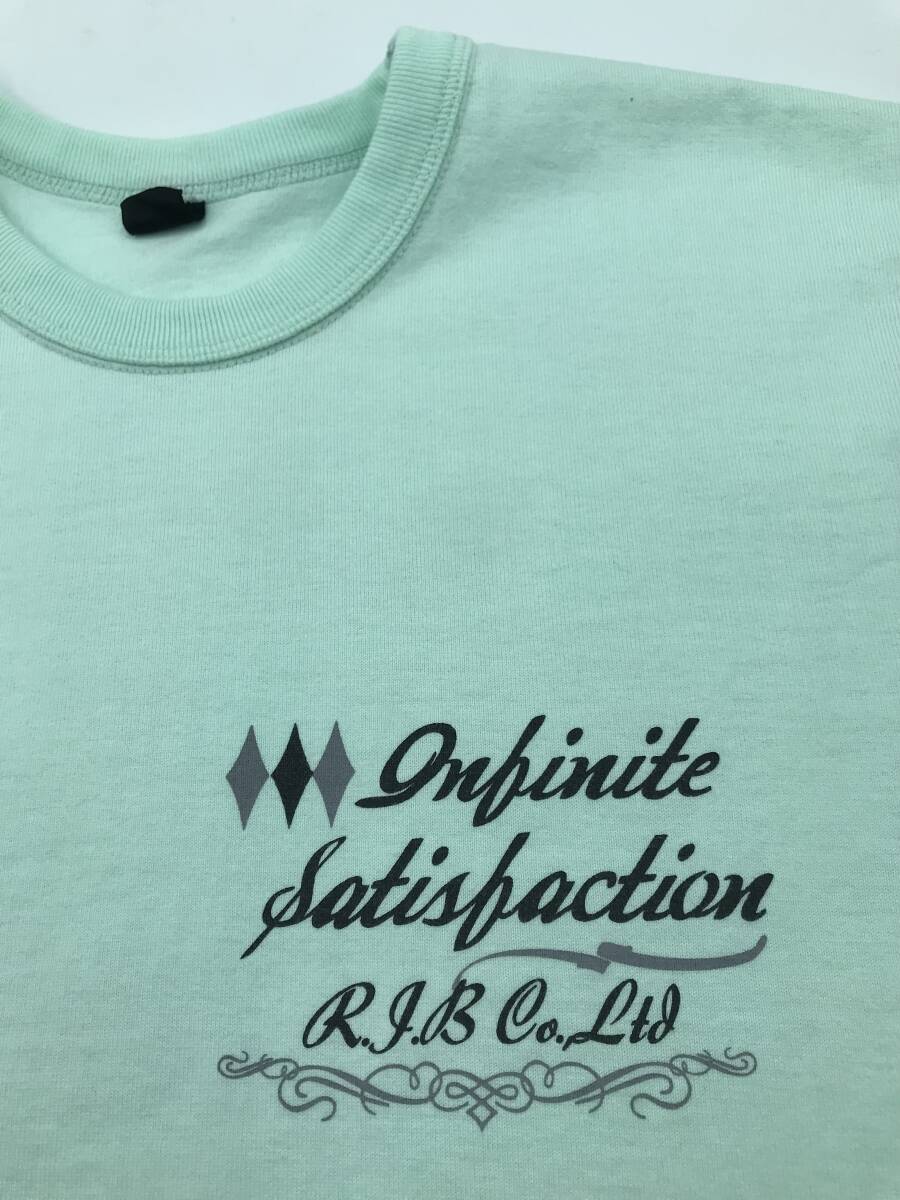 Infinite
Satisfaction
R.J.B Co.,Ltd